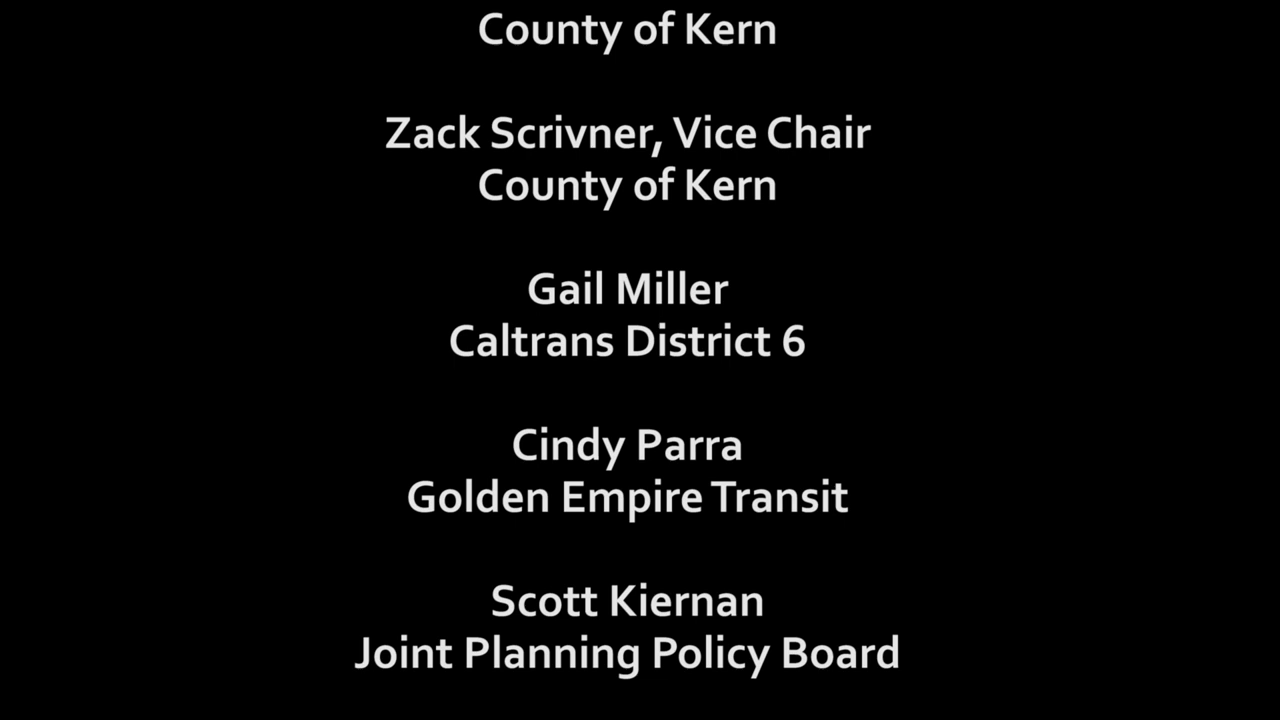 County of Kern
Zack Scrivner, Vice Chair
County of Kern
Gail Miller
Caltrans District 6
Cindy Parra
Golden Empire Transit
Scott Kiernan
Joint Planning Policy Board